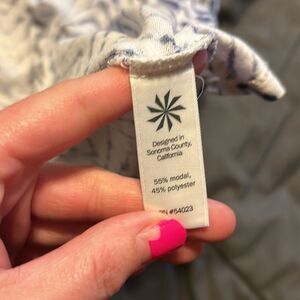 Designed in
Sonoma County,
California
55% modal,
45% polyester
#54023